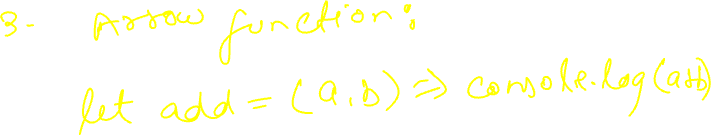 3- Arrow function:
let add = (a,b) => console.log(a+b)